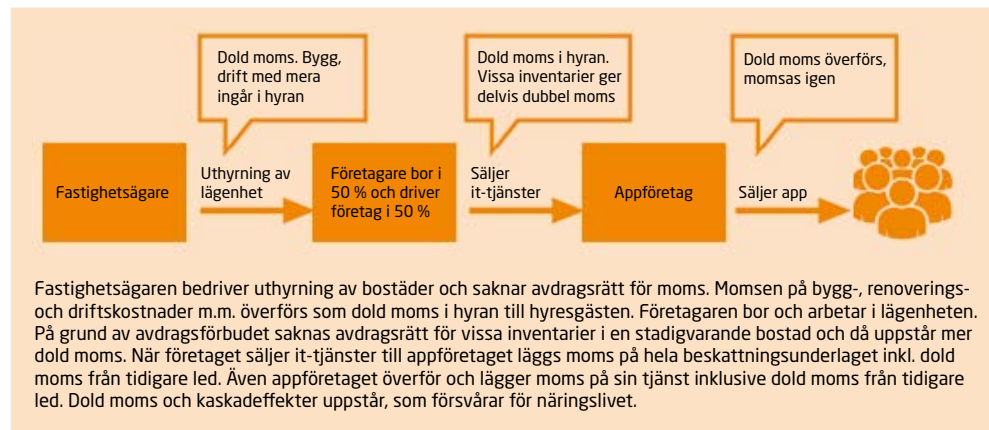 Dold moms. Bygg,
drift med mera
ingår i hyran
Dold moms i hyran.
Vissa inventarier ger
delvis dubbel moms
Dold moms överförs,
momsas igen
Fastighetsägare
Uthyrning av
lägenhet
Företagare bor i
50 % och driver
företag i 50 %
Säljer
it-tjänster
Appföretag
Säljer app
Fastighetsägaren bedriver uthyrning av bostäder och saknar avdragsrätt för moms. Momsen på bygg-, renoverings-
och driftskostnader m.m. överförs som dold moms i hyran till hyresgästen. Företagaren bor och arbetar i lägenheten.
På grund av avdragsförbudet saknas avdragsrätt för vissa inventarier i en stadigvarande bostad och då uppstår mer
dold moms. När företaget säljer it-tjänster till appföretaget läggs moms på hela beskattningsunderlaget inkl. dold
moms från tidigare led. Även appföretaget överför och lägger moms på sin tjänst inklusive dold moms från tidigare
led. Dold moms och kaskadeffekter uppstår, som försvårar för näringslivet.